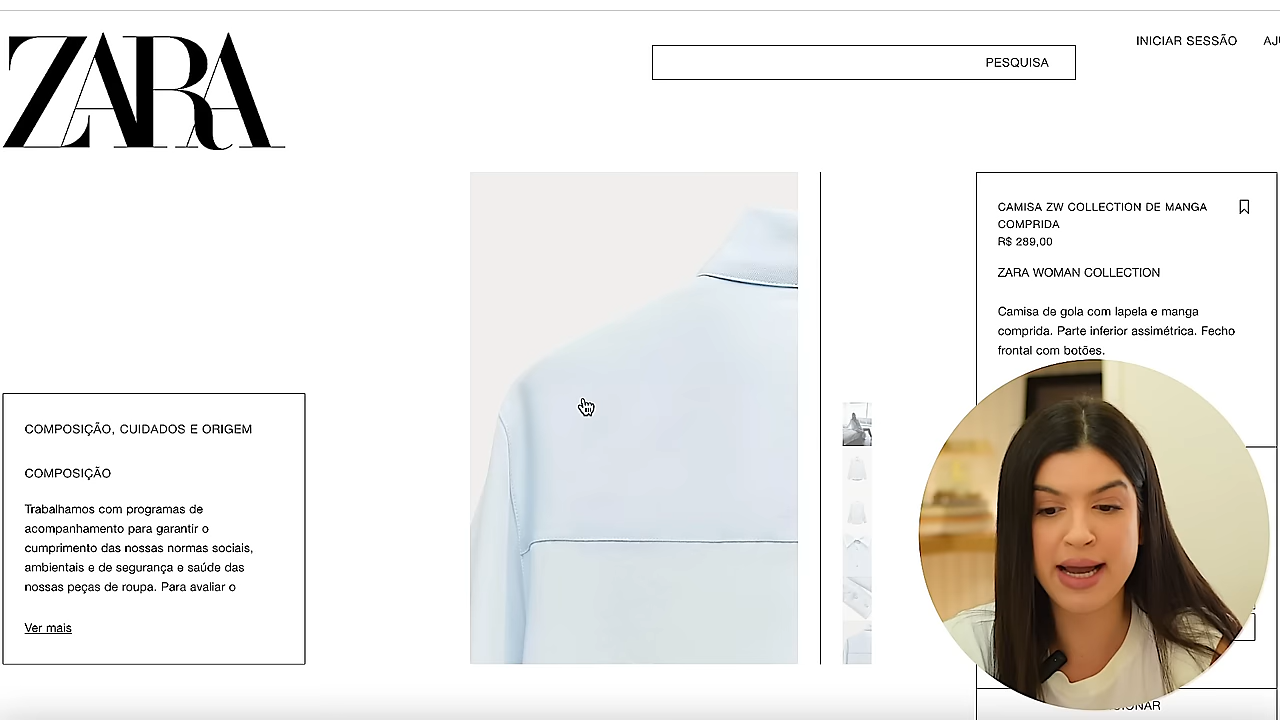 ZARA
PESQUISA
INICIAR SESSÃO
CAMISA ZW COLLECTION DE MANGA
COMPRIDA
R$ 289,00
ZARA WOMAN COLLECTION
Camisa de gola com lapela e manga
comprida. Parte inferior assimétrica. Fecho
frontal com botões.
COMPOSIÇÃO, CUIDADOS E ORIGEM
COMPOSIÇÃO
Trabalhamos com programas de
acompanhamento para garantir o
cumprimento das nossas normas sociais,
ambientais e de segurança e saúde das
nossas peças de roupa. Para avaliar o
Ver mais